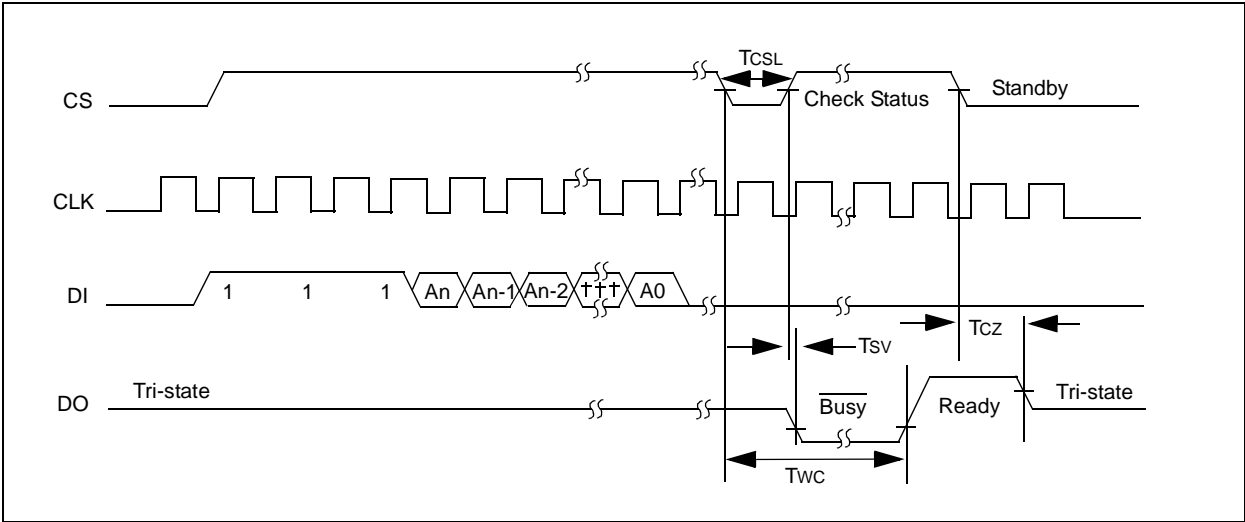 TCSL
CS
Check Status
Standby
CLK
DI
1 1 1 An An-1 An-2 ††† A0
TCZ
TSV
DO
Tri-state
Busy
Ready
Tri-state
TWC